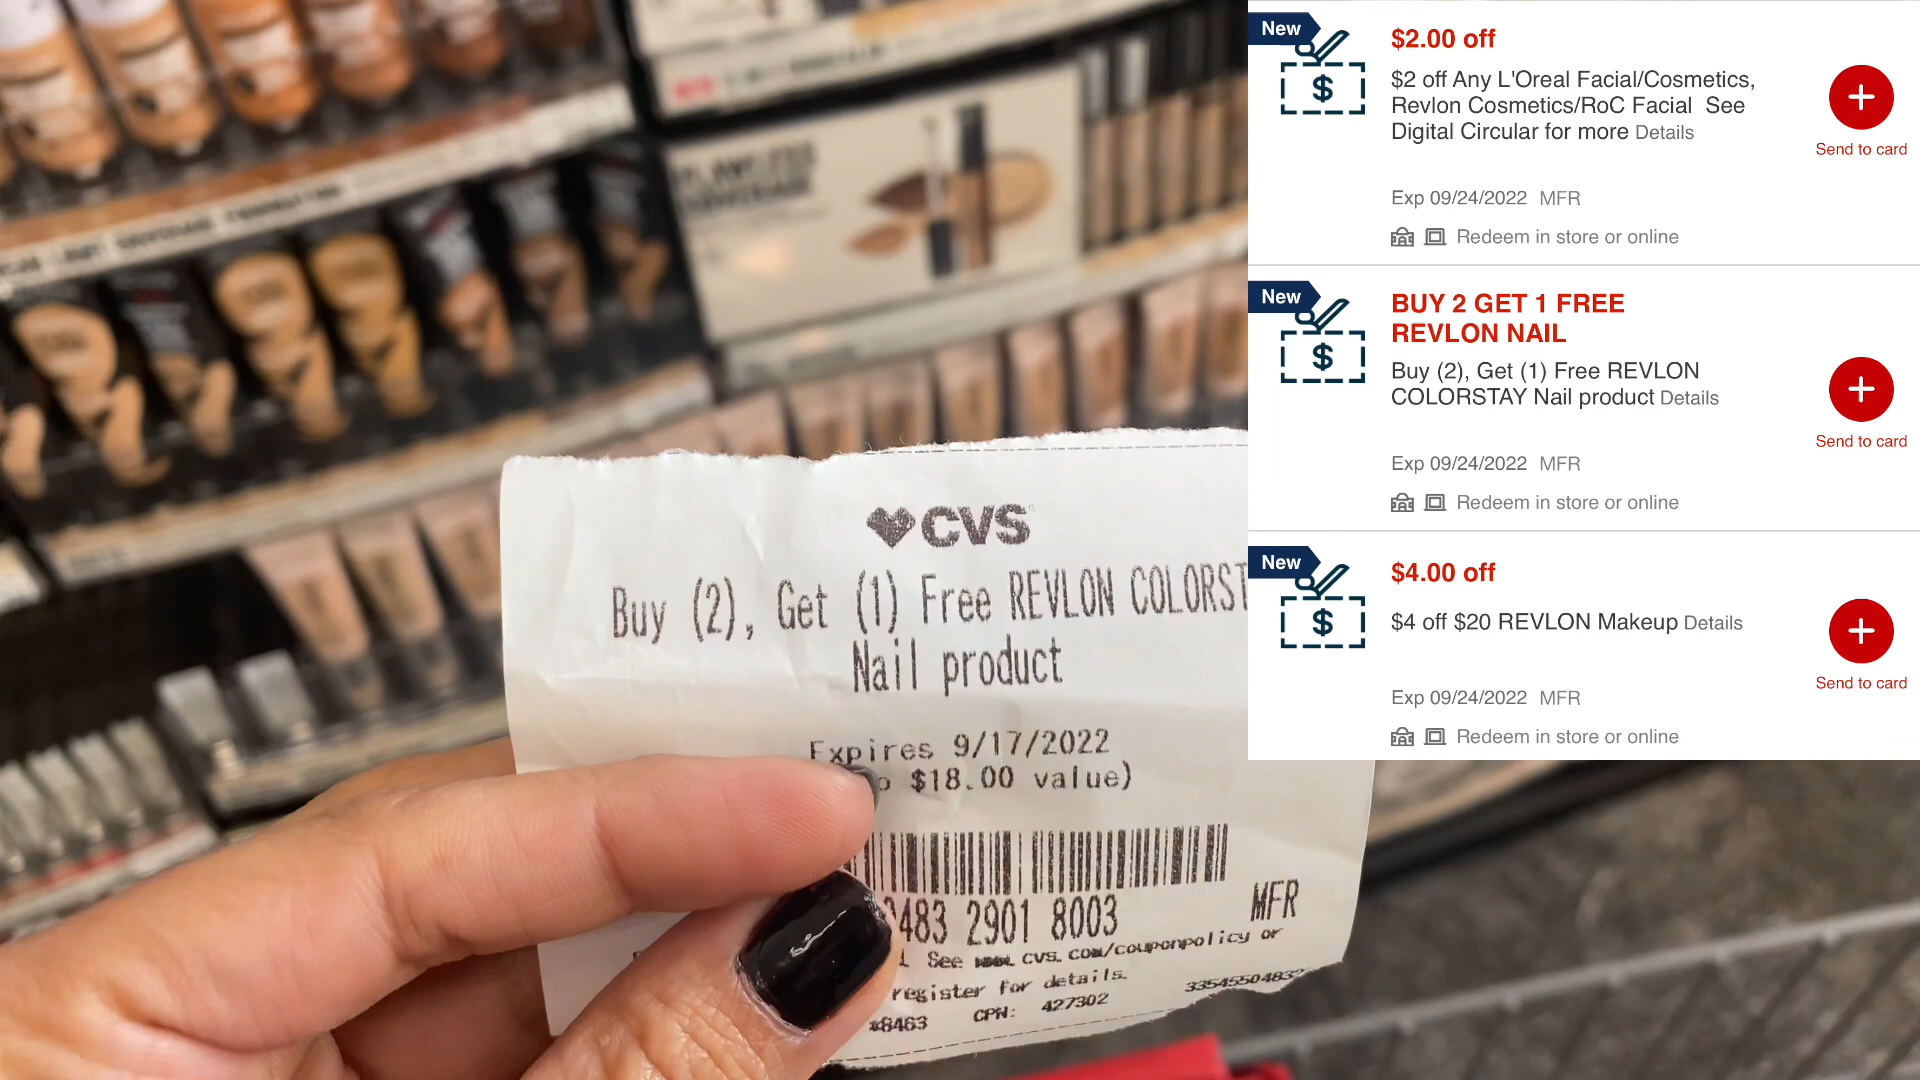 FLAWLESS
COVERAGE
CVS
Buy (2), Get (1) Free REVLON COLORST
Nail product
Expires 9/17/2022
$18.00 value)
483 2901 8003
MFR
See www. CVS. com/couponpolicy or
register for details.
#8463 CPN: 427302 33545504832
New
$2.00 off
$2 off Any L'Oreal Facial/Cosmetics,
Revlon Cosmetics/RoC Facial See
Digital Circular for more Details
Send to card
Exp 09/24/2022 MFR
Redeem in store or online
New
BUY 2 GET 1 FREE
REVLON NAIL
Buy (2), Get (1) Free REVLON
COLORSTAY Nail product Details
Send to card
Exp 09/24/2022 MFR
Redeem in store or online
New
$4.00 off
$4 off $20 REVLON Makeup Details
Send to card
Exp 09/24/2022 MFR
Redeem in store or online